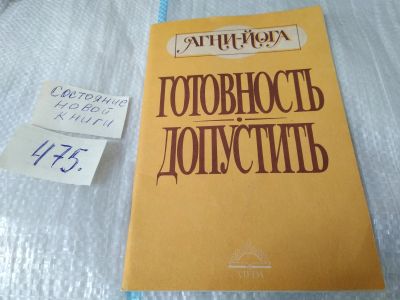 Состояние
новой
книги
475.
АГНИ-ЙОГА
ГОТОВНОСТЬ
ДОПУСТИТЬ